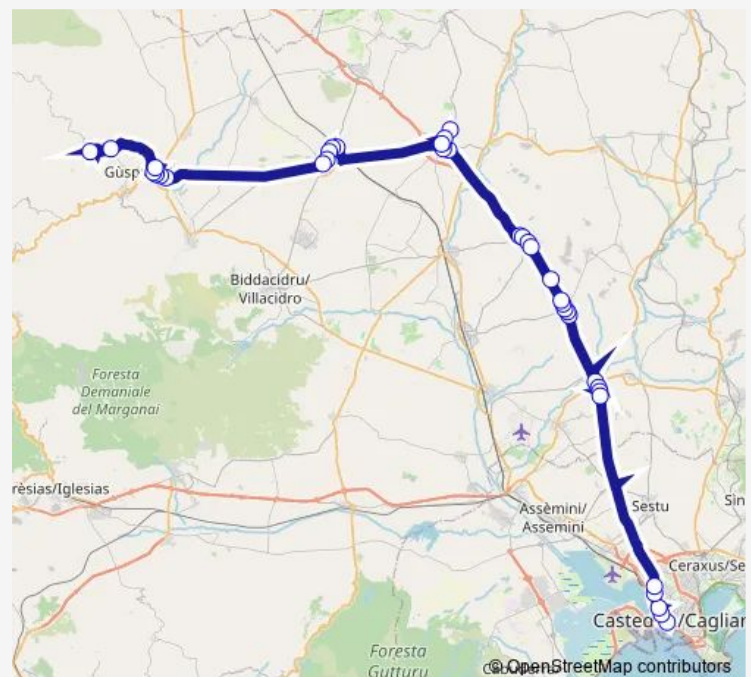 Gùsp
Biddacidru/
Villacidro
Foresta
Demaniale
del Marganai
rèsias/Iglesias
Assèmini/
Assemini
Sestu
Sin
Ceraxus/Se
Casted /Cagliar
Foresta
Gutturu
© OpenStreetMap contributors